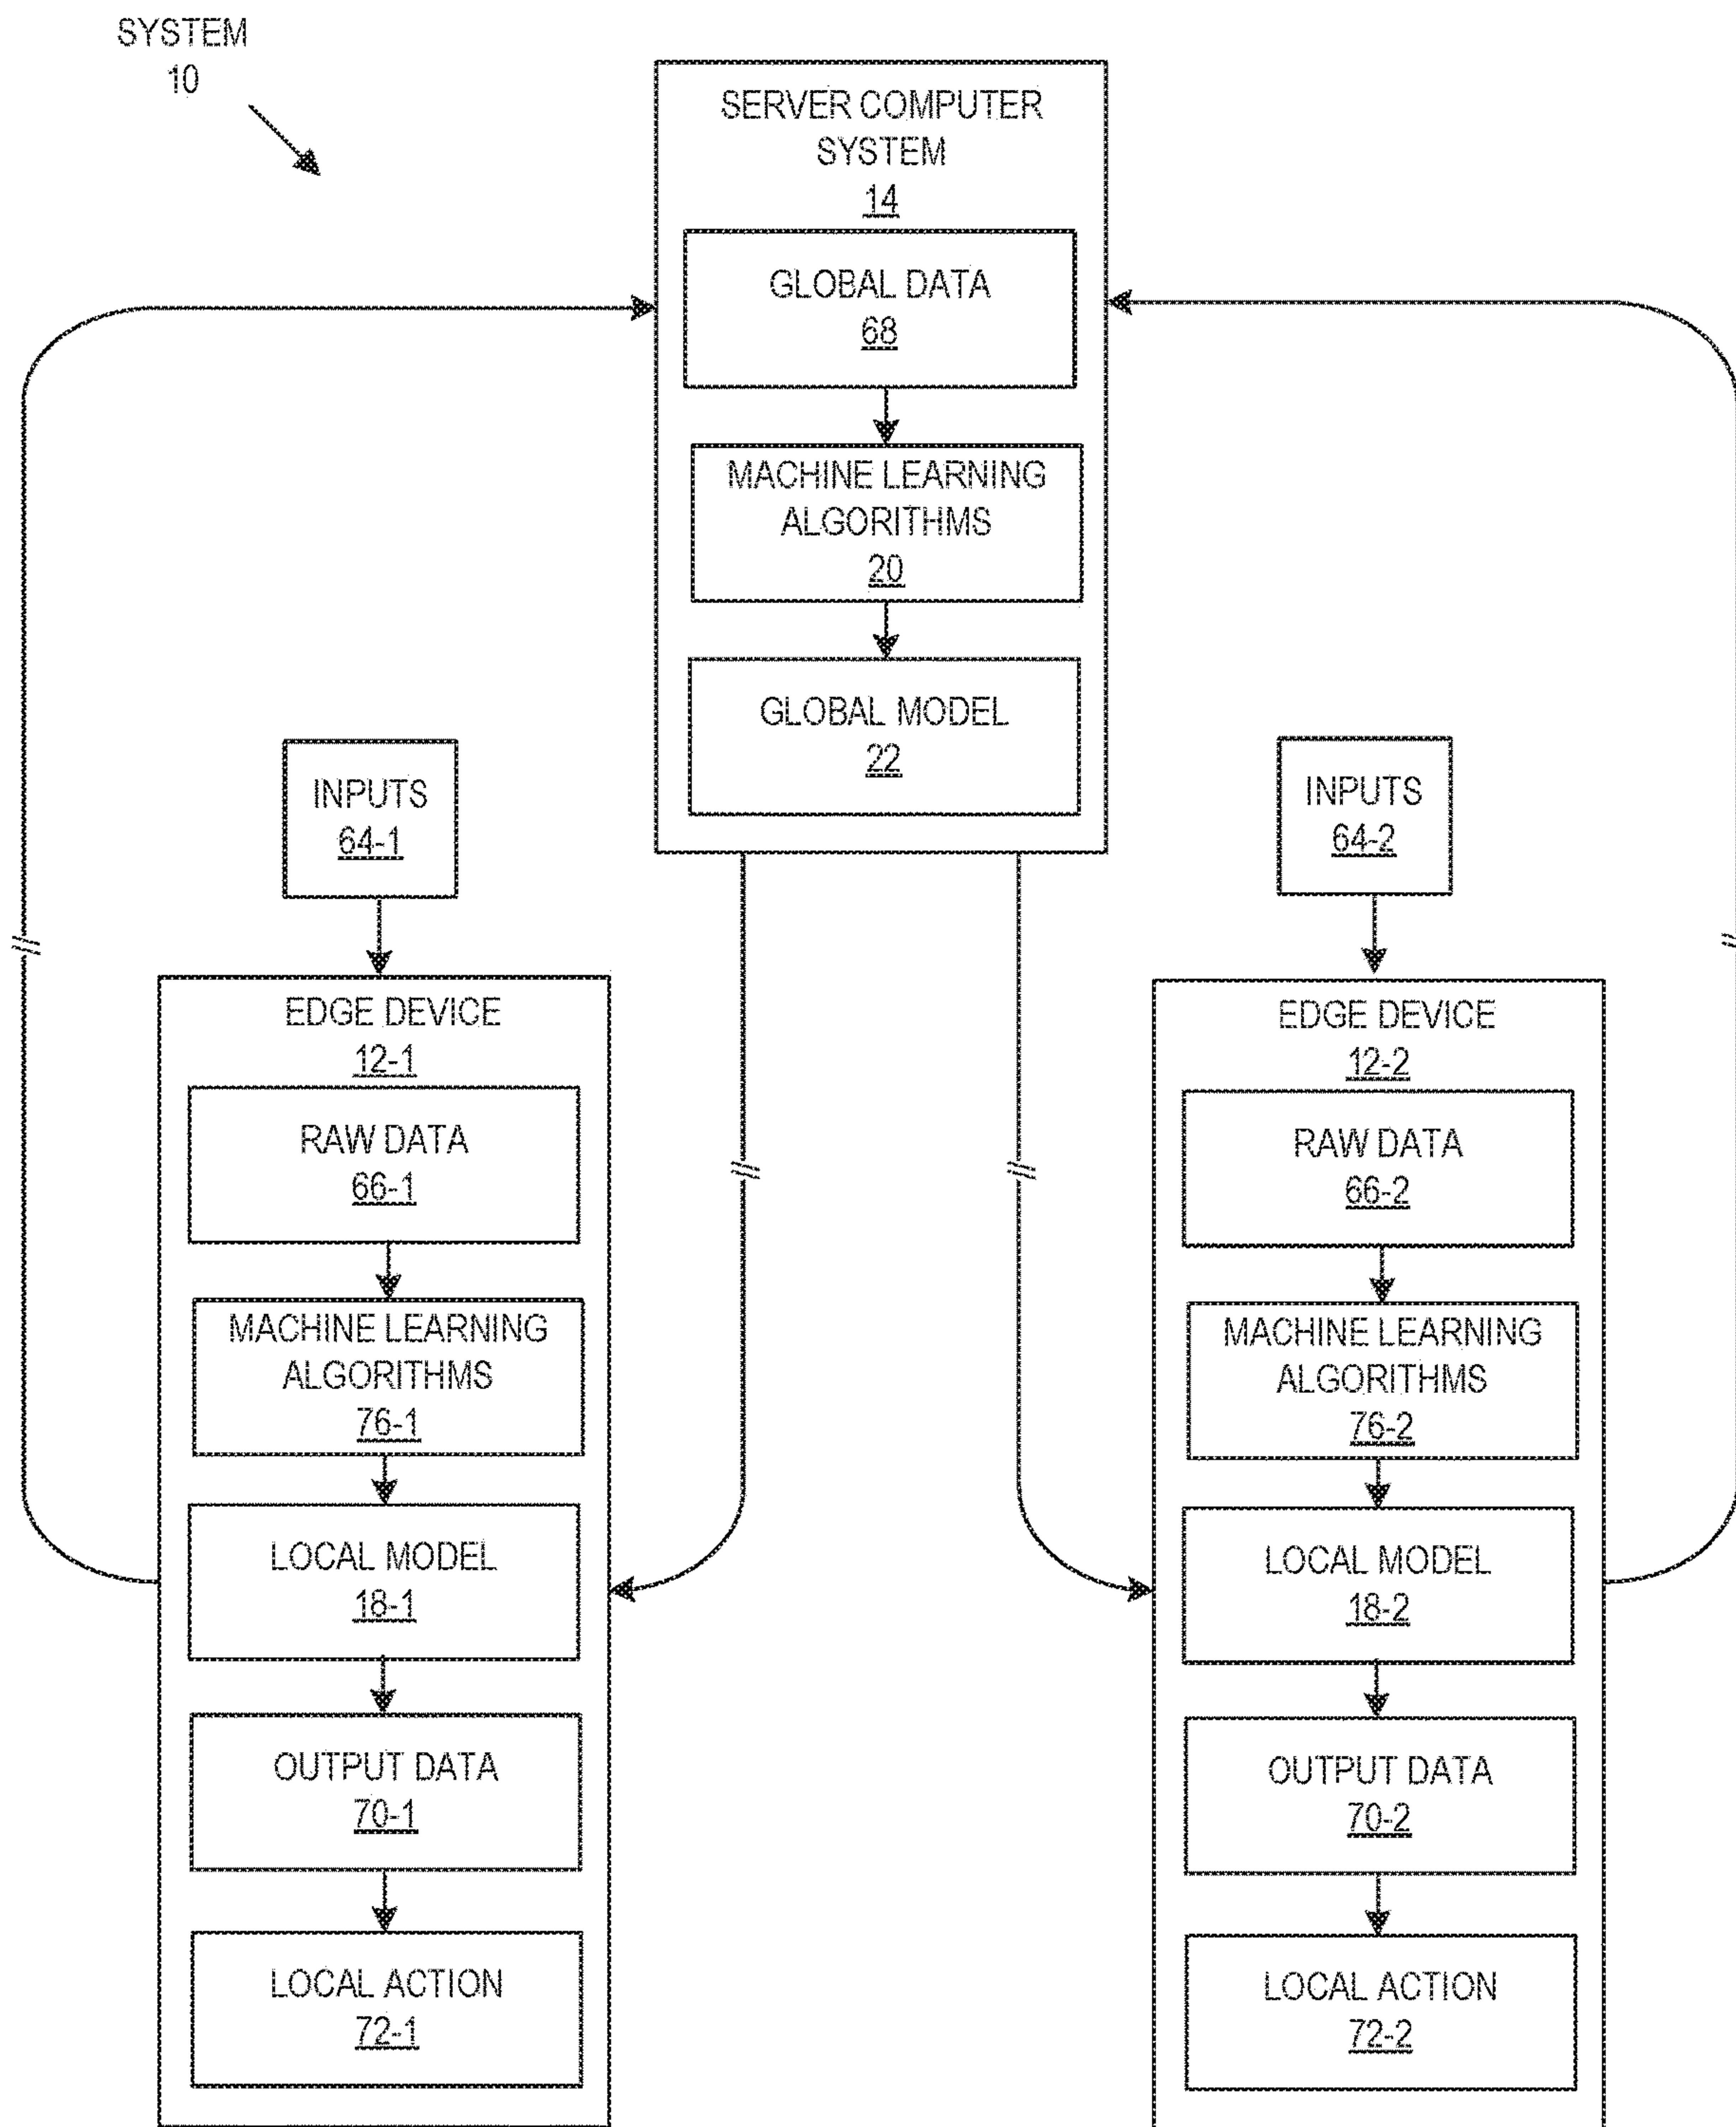 SYSTEM
10
SERVER COMPUTER
SYSTEM
14
GLOBAL DATA
68
MACHINE LEARNING
ALGORITHMS
20
GLOBAL MODEL
22
INPUTS
64-1
EDGE DEVICE
12-1
RAW DATA
66-1
MACHINE LEARNING
ALGORITHMS
76-1
LOCAL MODEL
18-1
OUTPUT DATA
70-1
LOCAL ACTION
72-1
INPUTS
64-2
EDGE DEVICE
12-2
RAW DATA
66-2
MACHINE LEARNING
ALGORITHMS
76-2
LOCAL MODEL
18-2
OUTPUT DATA
70-2
LOCAL ACTION
72-2